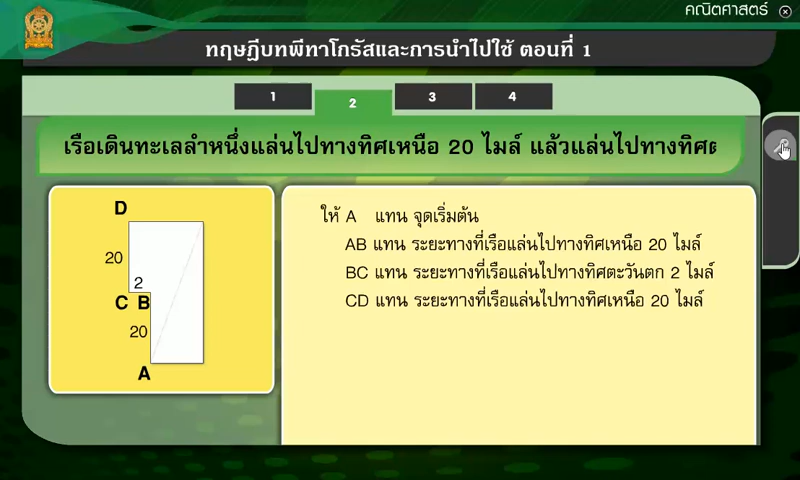 คณิตศาสตร์
ทฤษฎีบทพีทาโกรัสและการนำไปใช้ ตอนที่ 1
1 2 3 4
เรือเดินทะเลลำหนึ่งแล่นไปทางทิศเหนือ 20 ไมล์ แล้วแล่นไปทางทิศต
D
20
2
C B
20
A
ให้ A แทน จุดเริ่มต้น
AB แทน ระยะทางที่เรือแล่นไปทางทิศเหนือ 20 ไมล์
BC แทน ระยะทางที่เรือแล่นไปทางทิศตะวันตก 2 ไมล์
CD แทน ระยะทางที่เรือแล่นไปทางทิศเหนือ 20 ไมล์